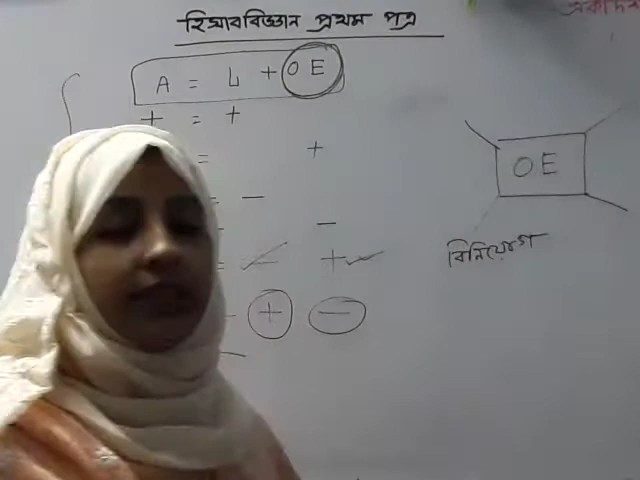 হিসাববিজ্ঞান প্রথম পত্র
A = L + OE
+ = +
= +
-
-
= - +
+ -
OE
বিনিয়োগ